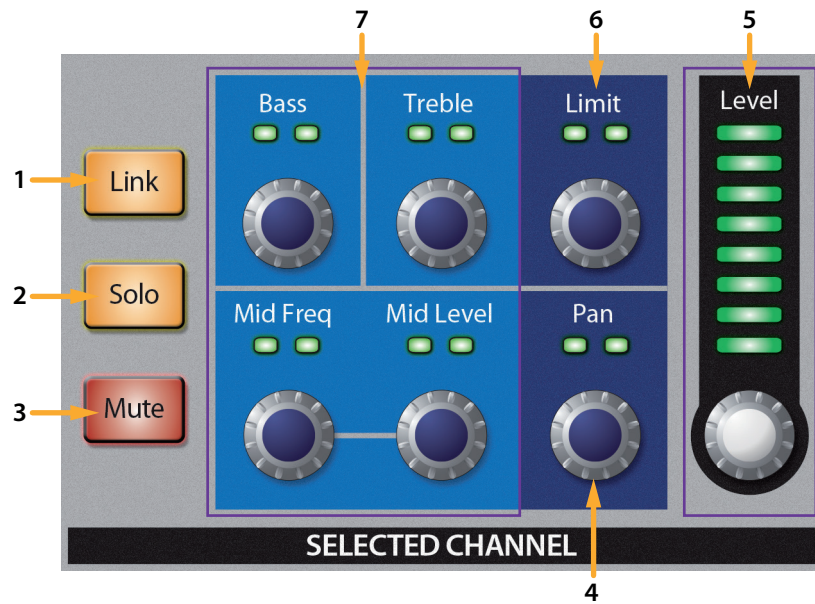 7
6
5
Bass
Treble
Limit
Level
1
Link
2
Solo
Mid Freq
Mid Level
Pan
3
Mute
SELECTED CHANNEL
4